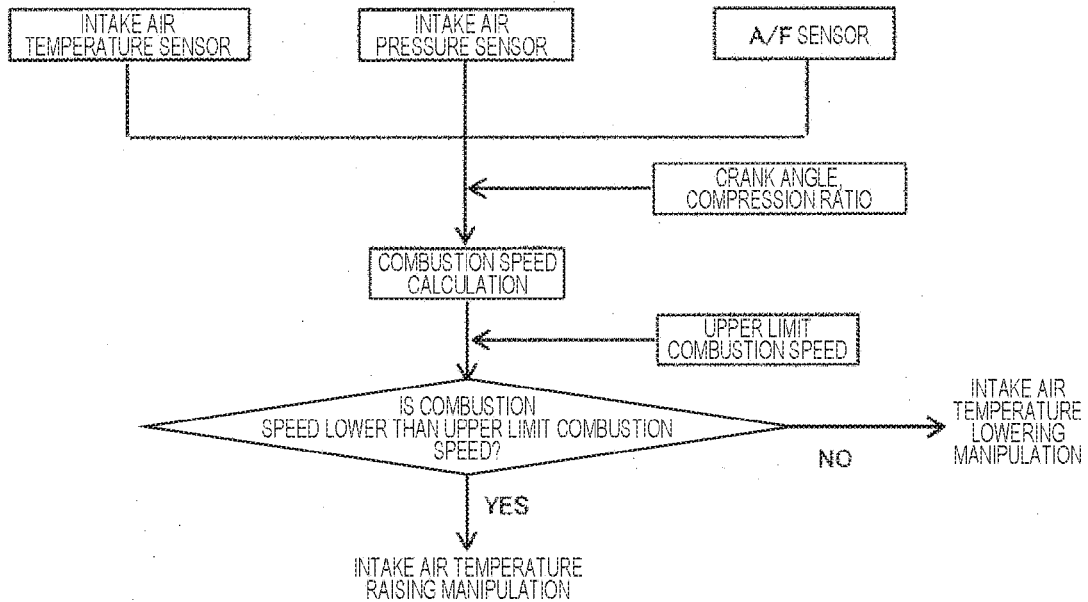 INTAKE AIR
TEMPERATURE SENSOR
INTAKE AIR
PRESSURE SENSOR
A/F SENSOR
CRANK ANGLE,
COMPRESSION RATIO
COMBUSTION SPEED
CALCULATION
UPPER LIMIT
COMBUSTION SPEED
IS COMBUSTION
SPEED LOWER THAN UPPER LIMIT COMBUSTION
SPEED?
NO
INTAKE AIR
TEMPERATURE
LOWERING
MANIPULATION
YES
INTAKE AIR TEMPERATURE
RAISING MANIPULATION